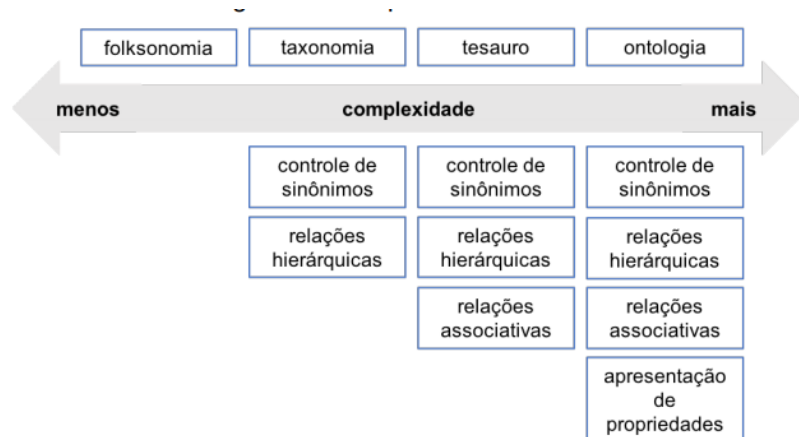 folksonomia taxonomia tesauro ontologia
menos complexidade mais
controle de sinônimos controle de sinônimos controle de sinônimos
relações hierárquicas relações hierárquicas relações hierárquicas
relações associativas relações associativas
apresentação de propriedades